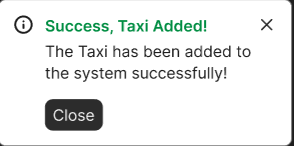 Success, Taxi Added!
The Taxi has been added to
the system successfully!
Close